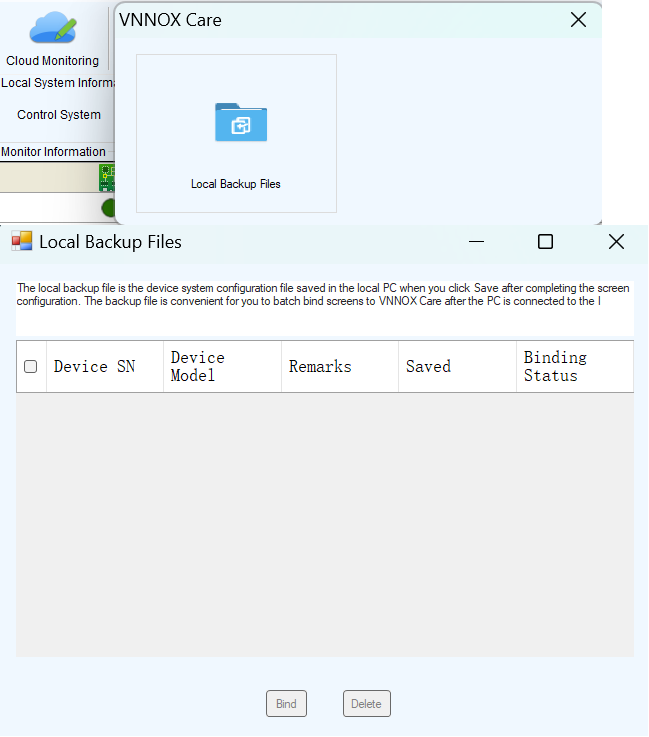 VNNOX Care
Cloud Monitoring
Local System Informa
Control System
Monitor Information
Local Backup Files
Local Backup Files
The local backup file is the device system configuration file saved in the local PC when you click Save after completing the screen
configuration. The backup file is convenient for you to batch bind screens to VNNOX Care after the PC is connected to the I
Device SN
Device
Model
Remarks
Saved
Binding
Status
Bind
Delete